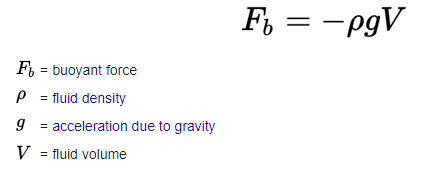 F_b = −ρgV
F_b = buoyant force
ρ = fluid density
g = acceleration due to gravity
V = fluid volume